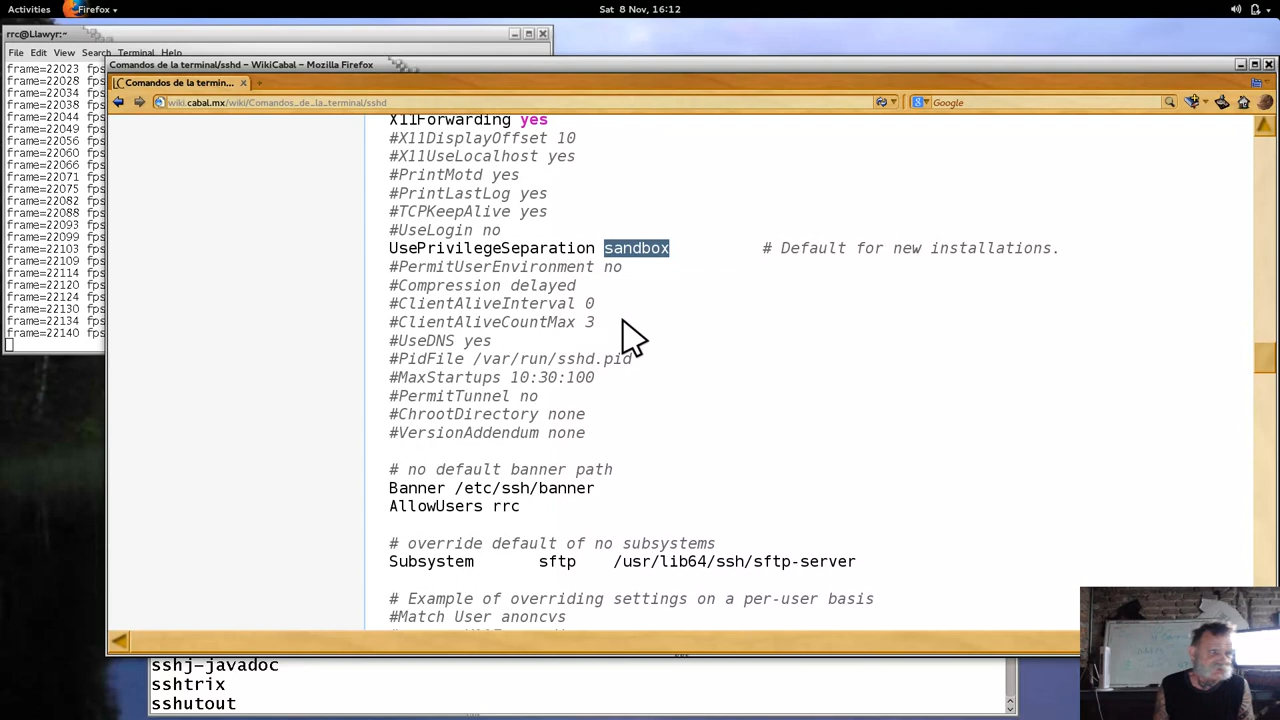 Activities
Firefox
Sat 8 Nov, 16:12
rrc@Llawyr:~
File Edit View Search Terminal Help
frame=22023 fps
frame=22028 fps
frame=22034 fps
frame=22038 fps
frame=22044 fps
frame=22049 fps
frame=22056 fps
frame=22060 fps
frame=22066 fps
frame=22071 fps
frame=22075 fps
frame=22082 fps
frame=22088 fps
frame=22093 fps
frame=22099 fps
frame=22103 fps
frame=22109 fps
frame=22114 fps
frame=22120 fps
frame=22124 fps
frame=22130 fps
frame=22134 fps
frame=22140 fps
Comandos de la terminal/sshd - WikiCabal - Mozilla Firefox
Comandos de la termin...
wiki.cabal.mx/wiki/Comandos_de_la_terminal/sshd
Google
X11Forwarding yes
#X11DisplayOffset 10
#X11UseLocalhost yes
#PrintMotd yes
#PrintLastLog yes
#TCPKeepAlive yes
#UseLogin no
UsePrivilegeSeparation sandbox # Default for new installations.
#PermitUserEnvironment no
#Compression delayed
#ClientAliveInterval 0
#ClientAliveCountMax 3
#UseDNS yes
#PidFile /var/run/sshd.pid
#MaxStartups 10:30:100
#PermitTunnel no
#ChrootDirectory none
#VersionAddendum none
# no default banner path
Banner /etc/ssh/banner
AllowUsers rrc
# override default of no subsystems
Subsystem sftp /usr/lib64/ssh/sftp-server
# Example of overriding settings on a per-user basis
#Match User anoncvs
sshj-javadoc
sshtrix
sshutout